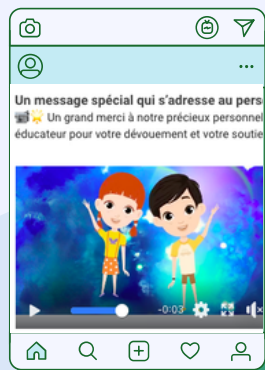 Un message spécial qui s'adresse au pers
Un grand merci à notre précieux personnel
éducateur pour votre dévouement et votre soutie
-0:03